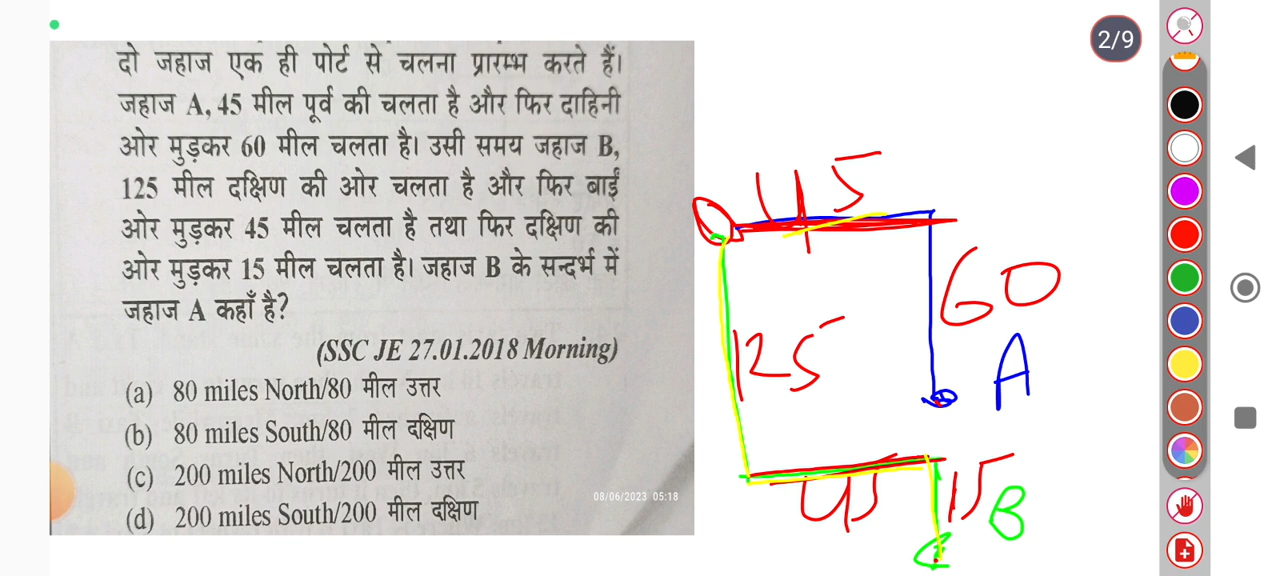 2/9
दो जहाज एक ही पोर्ट से चलना प्रारम्भ करते हैं।
जहाज A, 45 मील पूर्व की चलता है और फिर दाहिनी
ओर मुड़कर 60 मील चलता है। उसी समय जहाज B,
125 मील दक्षिण की ओर चलता है और फिर बाईं
ओर मुड़कर 45 मील चलता है तथा फिर दक्षिण की
ओर मुड़कर 15 मील चलता है। जहाज B के सन्दर्भ में
जहाज A कहाँ है?
(SSC JE 27.01.2018 Morning)
(a) 80 miles North/80 मील उत्तर
(b) 80 miles South/80 मील दक्षिण
(c) 200 miles North/200 मील उत्तर
(d) 200 miles South/200 मील दक्षिण
08/06/2023 05:18
45
60
125
A
45
15
B